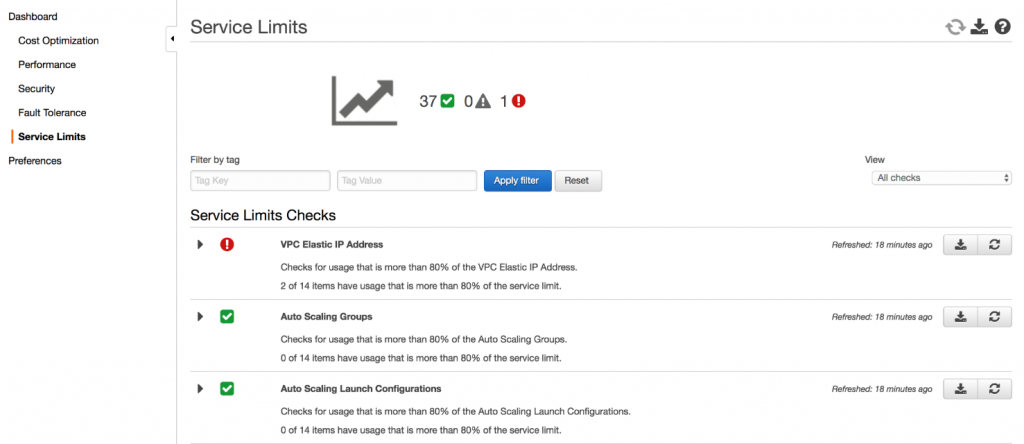 Dashboard
Cost Optimization
Performance
Security
Fault Tolerance
Service Limits
Preferences
Service Limits
37 0 1
Filter by tag
Tag Key Tag Value Apply filter Reset
View
All checks
Service Limits Checks
VPC Elastic IP Address Refreshed: 18 minutes ago
Checks for usage that is more than 80% of the VPC Elastic IP Address.
2 of 14 items have usage that is more than 80% of the service limit.
Auto Scaling Groups Refreshed: 18 minutes ago
Checks for usage that is more than 80% of the Auto Scaling Groups.
0 of 14 items have usage that is more than 80% of the service limit.
Auto Scaling Launch Configurations Refreshed: 18 minutes ago
Checks for usage that is more than 80% of the Auto Scaling Launch Configurations.
0 of 14 items have usage that is more than 80% of the service limit.